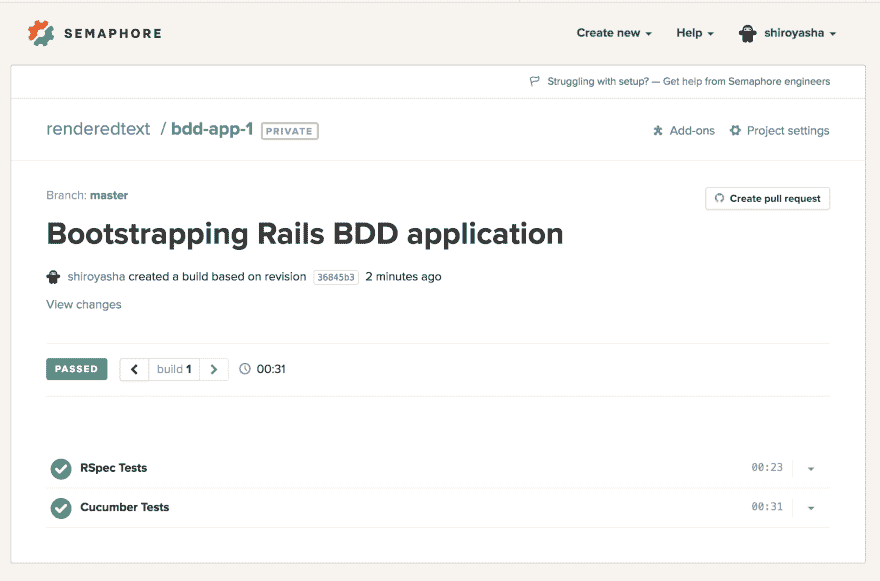 SEMAPHORE
Create new Help shiroyasha
Struggling with setup? — Get help from Semaphore engineers
renderedtext / bdd-app-1 PRIVATE
Add-ons Project settings
Branch: master
Create pull request
Bootstrapping Rails BDD application
shiroyasha created a build based on revision 36845b3 2 minutes ago
View changes
PASSED build 1 00:31
RSpec Tests 00:23
Cucumber Tests 00:31